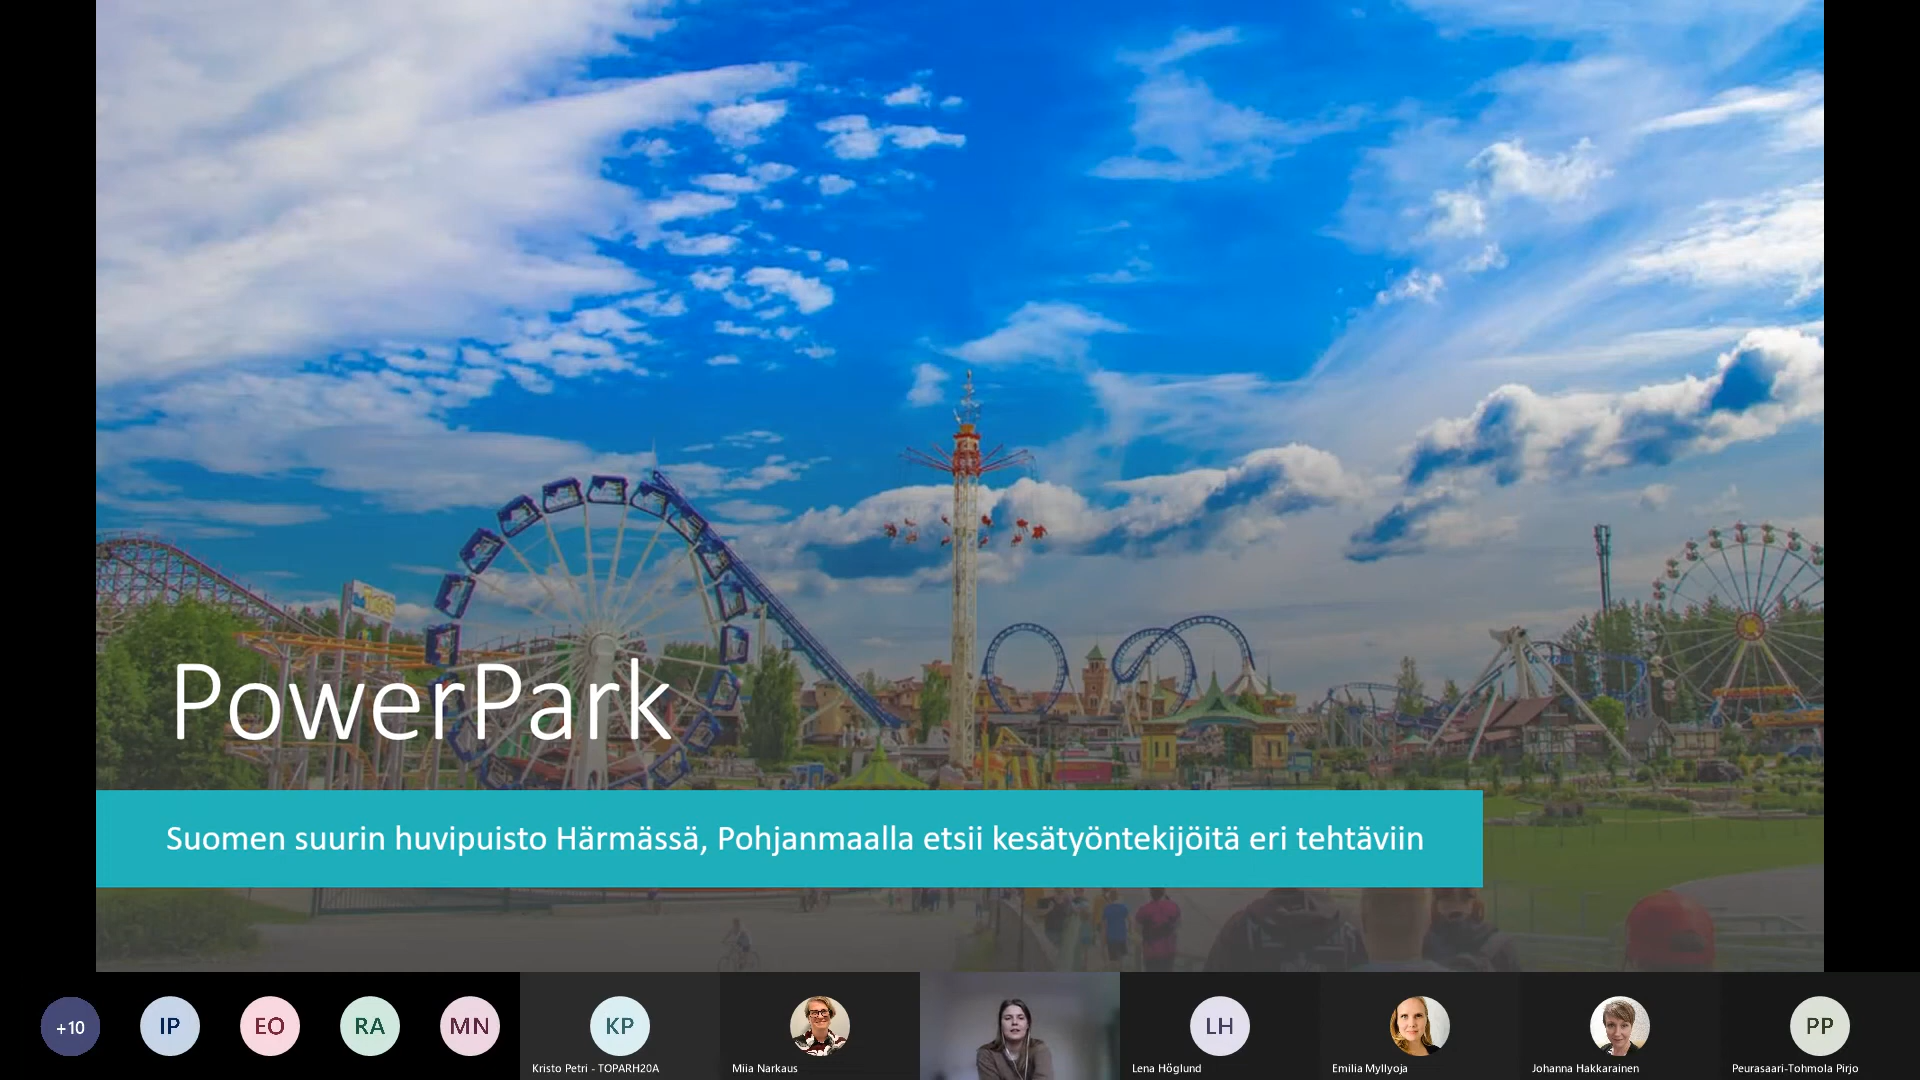 PowerPark
Suomen suurin huvipuisto Härmässä, Pohjanmaalla etsii kesätyöntekijöitä eri tehtäviin
+10
IP
EO
RA
MN
KP
LH
PP
Kristo Petri - TOPARH20A
Miia Narkaus
Lena Höglund
Emilia Myllyoja
Johanna Hakkarainen
Peurasaari-Tohmola Pirjo